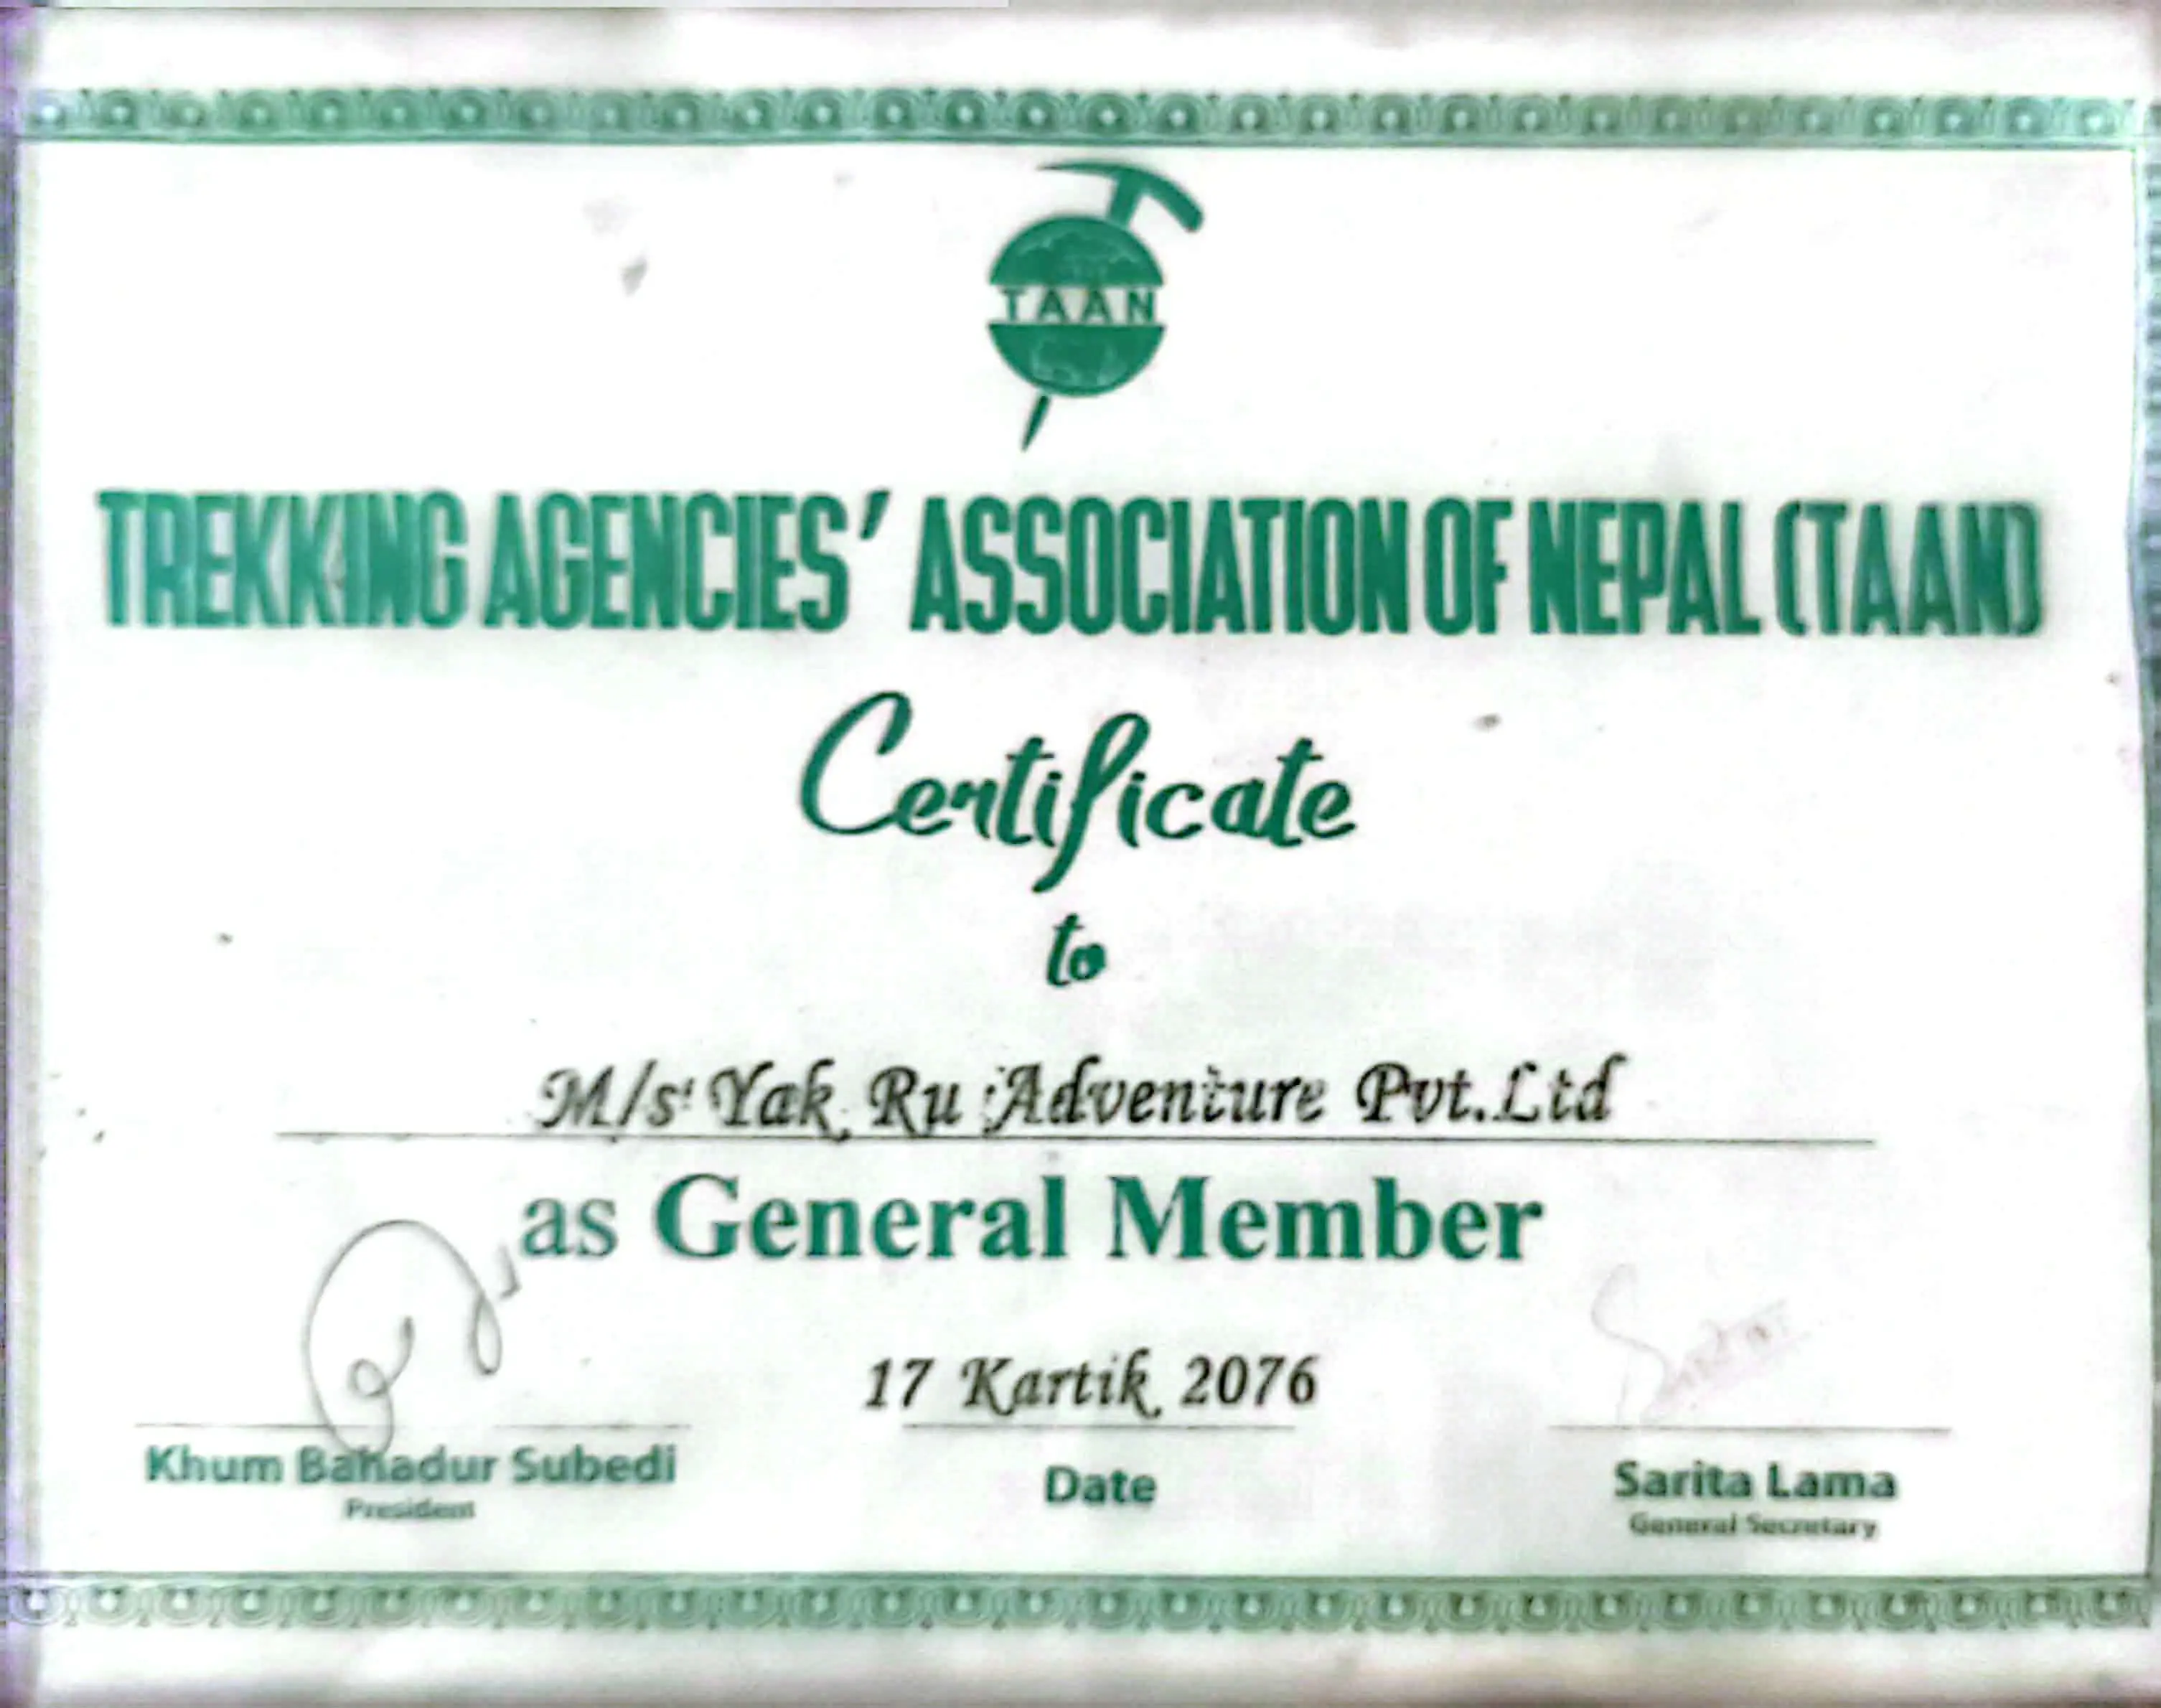 TAAN
TREKKING AGENCIES' ASSOCIATION OF NEPAL (TAAN)
Certificate
to
M/s Yak Ru Adventure Pvt.Ltd
as General Member
17 Kartik 2076
Khum Bahadur Subedi
President
Date
Sarita Lama
General Secretary